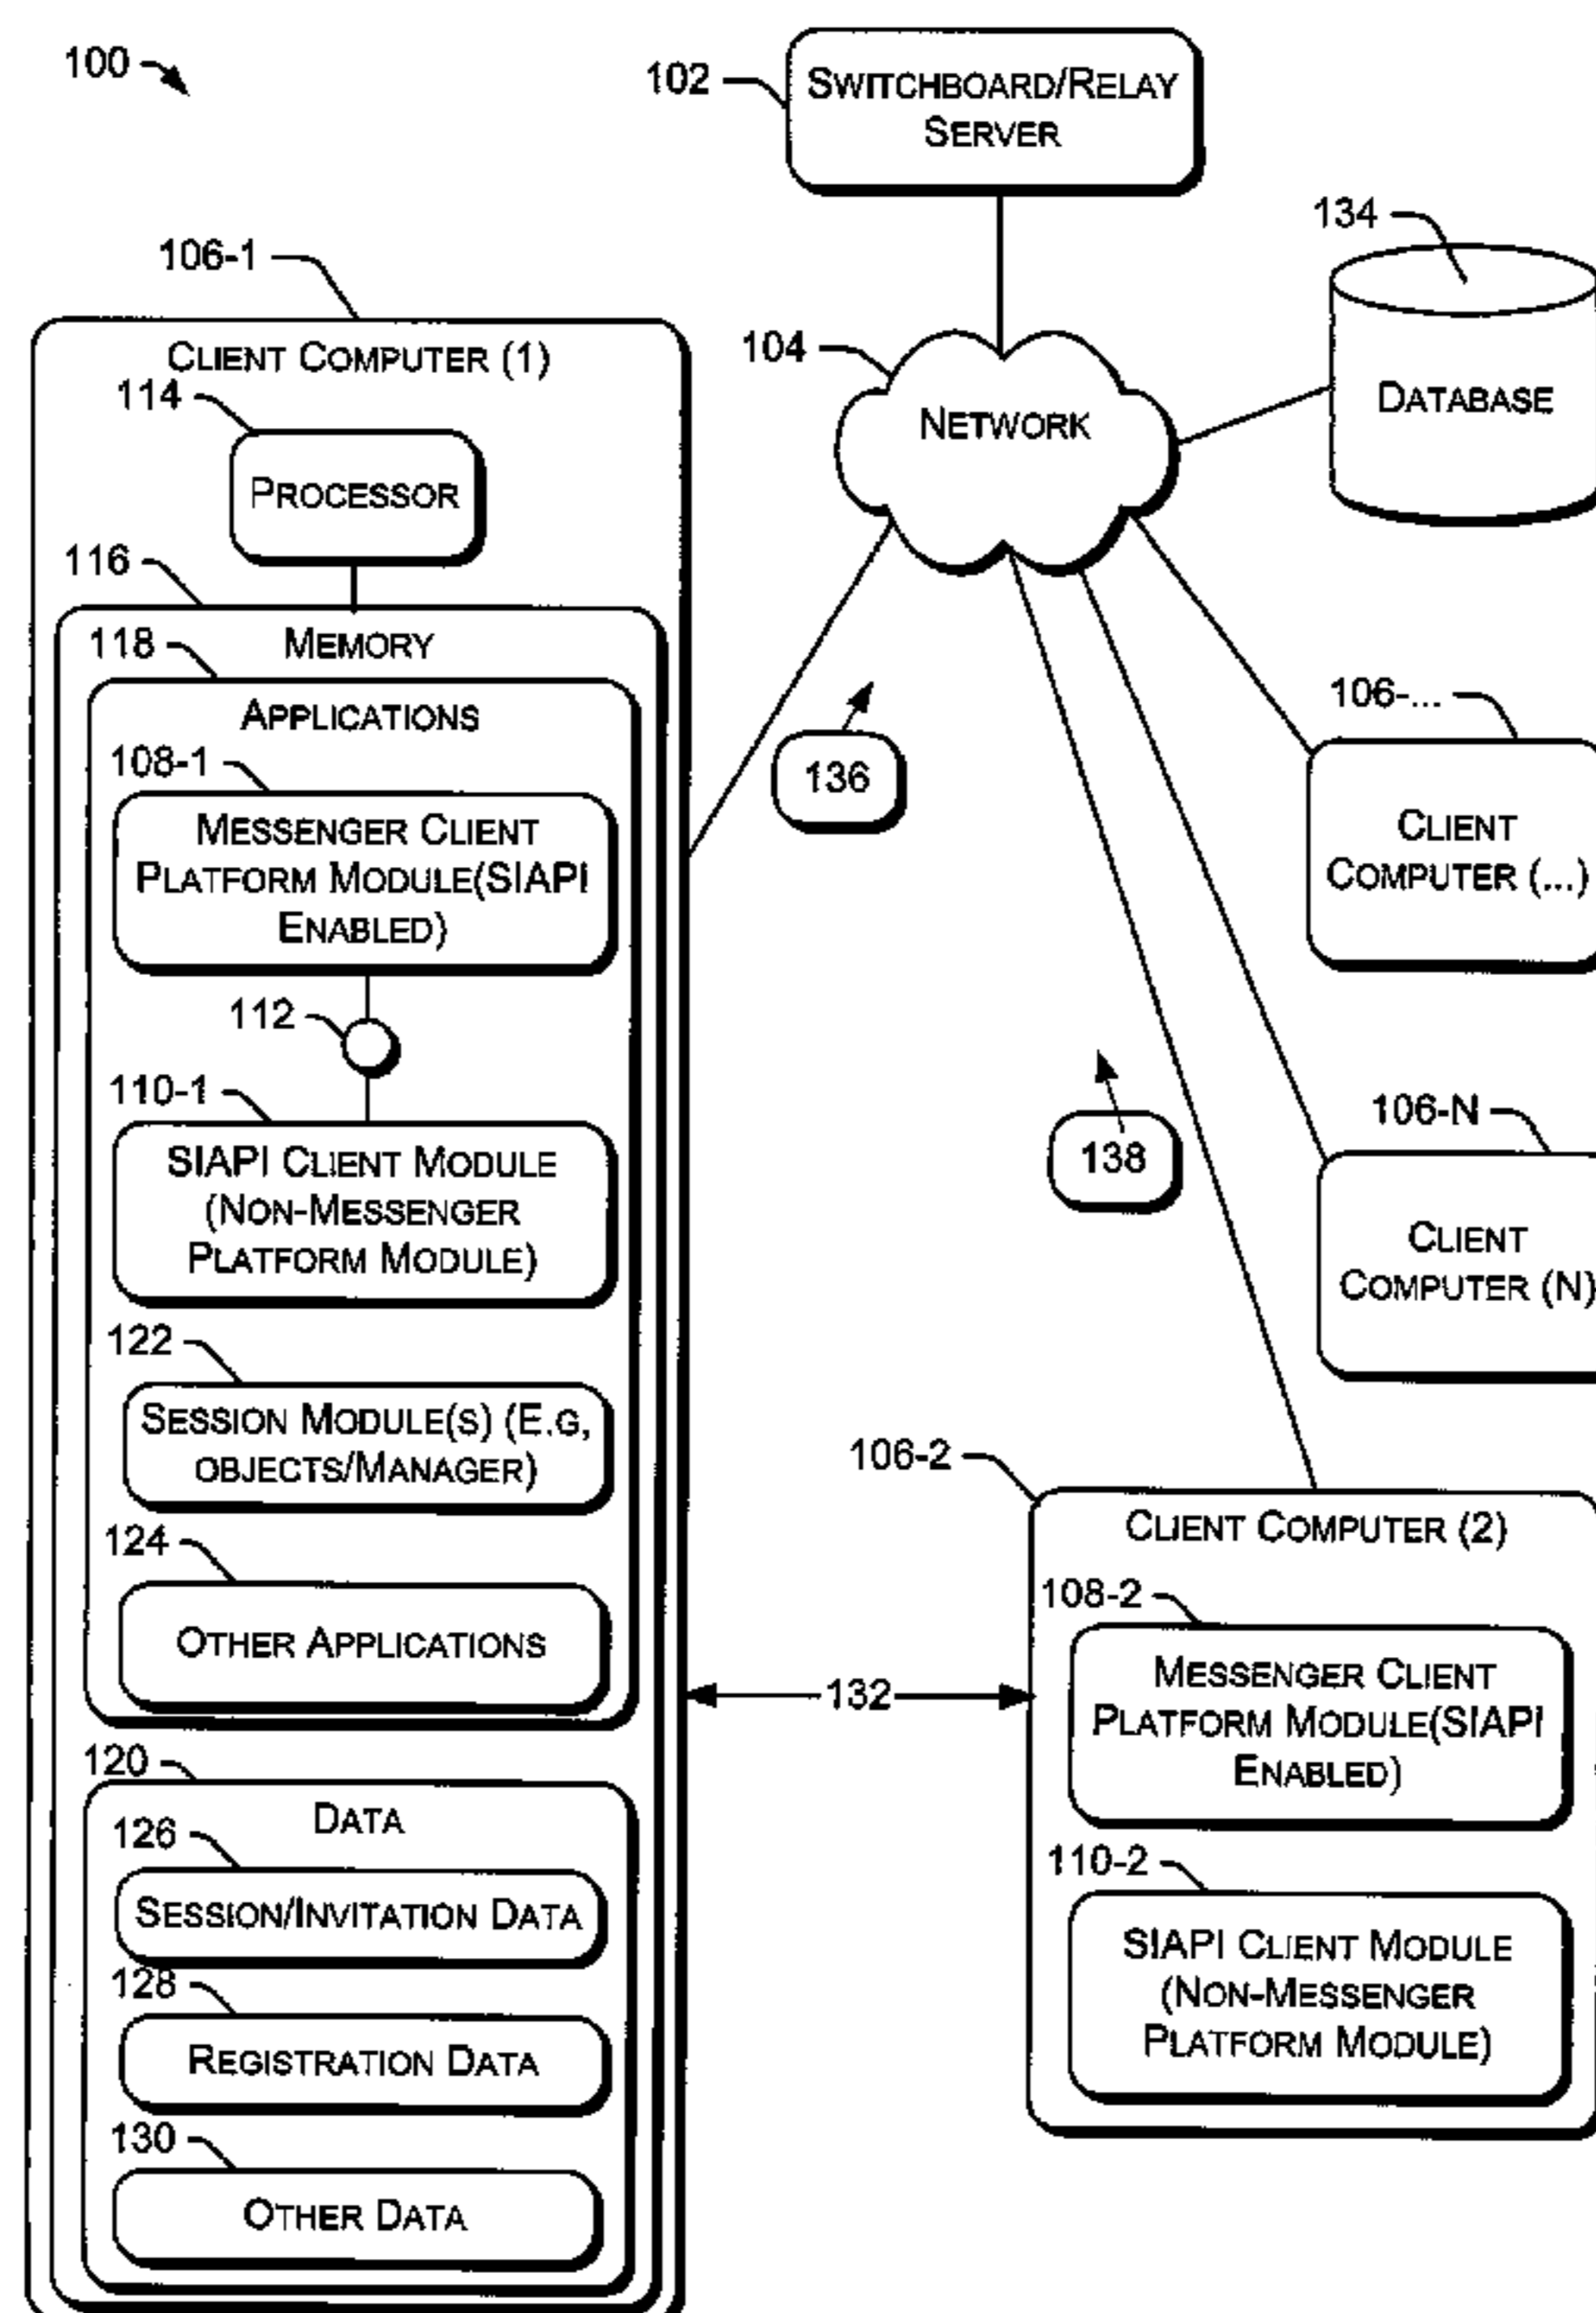 100
102
SWITCHBOARD/RELAY
SERVER
134
DATABASE
106-1
CLIENT COMPUTER (1)
104
NETWORK
114
PROCESSOR
116
MEMORY
118
APPLICATIONS
108-1
MESSENGER CLIENT
PLATFORM MODULE(SIAPI
ENABLED)
112
110-1
SIAPI CLIENT MODULE
(NON-MESSENGER
PLATFORM MODULE)
122
SESSION MODULE(S) (E.G,
OBJECTS/MANAGER)
124
OTHER APPLICATIONS
120
DATA
126
SESSION/INVITATION DATA
128
REGISTRATION DATA
130
OTHER DATA
136
138
132
106-...
CLIENT
COMPUTER (...)
106-N
CLIENT
COMPUTER (N)
106-2
CLIENT COMPUTER (2)
108-2
MESSENGER CLIENT
PLATFORM MODULE(SIAPI
ENABLED)
110-2
SIAPI CLIENT MODULE
(NON-MESSENGER
PLATFORM MODULE)